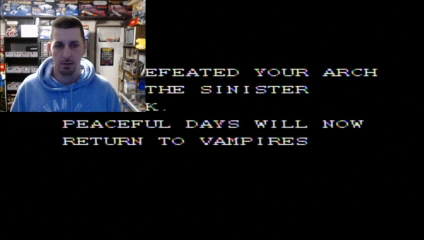 EFEATED YOUR ARCH
THE SINISTER
K.
PEACEFUL DAYS WILL NOW
RETURN TO VAMPIRES